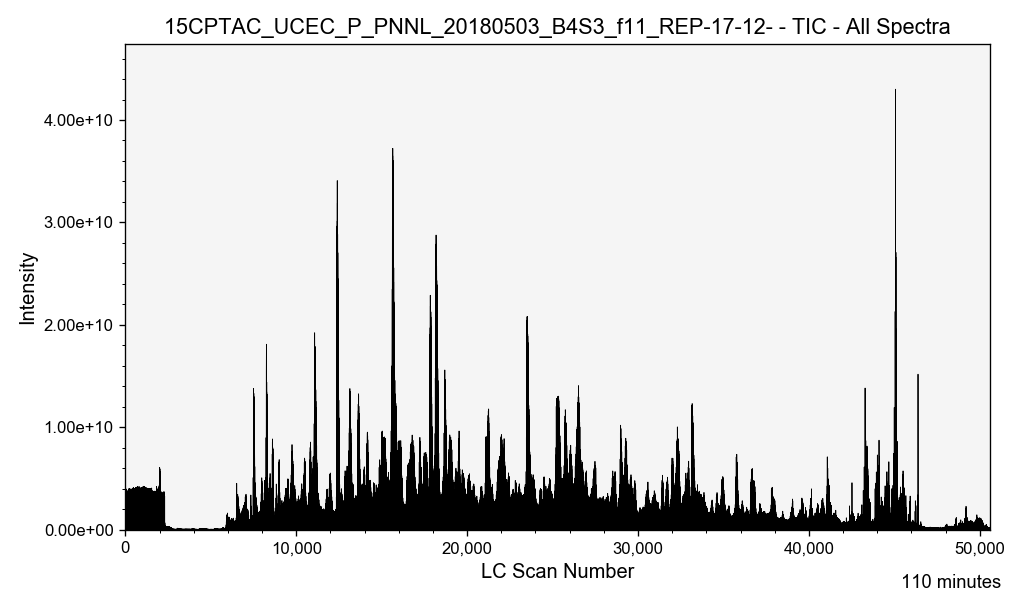 15CPTAC_UCEC_P_PNNL_20180503_B4S3_f11_REP-17-12- - TIC - All Spectra
4.00e+10
3.00e+10
2.00e+10
1.00e+10
0.00e+00
Intensity
0 10,000 20,000 30,000 40,000 50,000
LC Scan Number
110 minutes